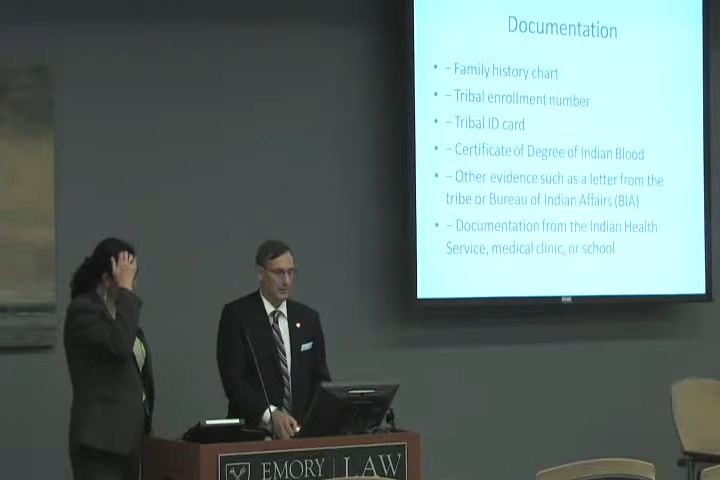 Documentation
• – Family history chart
• – Tribal enrollment number
• – Tribal ID card
• – Certificate of Degree of Indian Blood
• – Other evidence such as a letter from the
tribe or Bureau of Indian Affairs (BIA)
• – Documentation from the Indian Health
Service, medical clinic, or school
EMORY | LAW